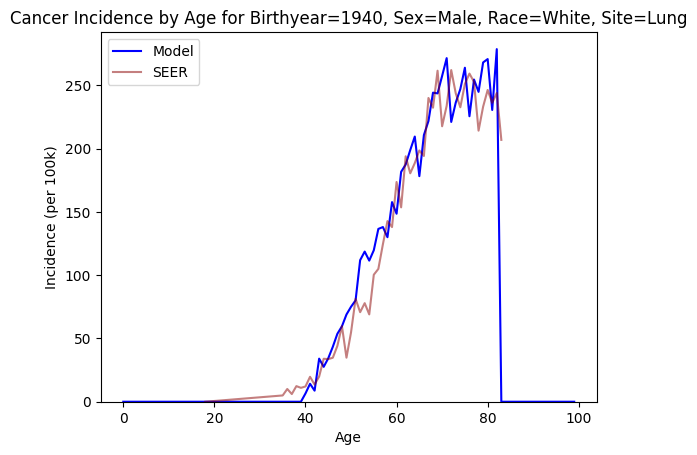 Cancer Incidence by Age for Birthyear=1940, Sex=Male, Race=White, Site=Lung
Model
SEER
Incidence (per 100k)
250
200
150
100
50
0
0 20 40 60 80 100
Age